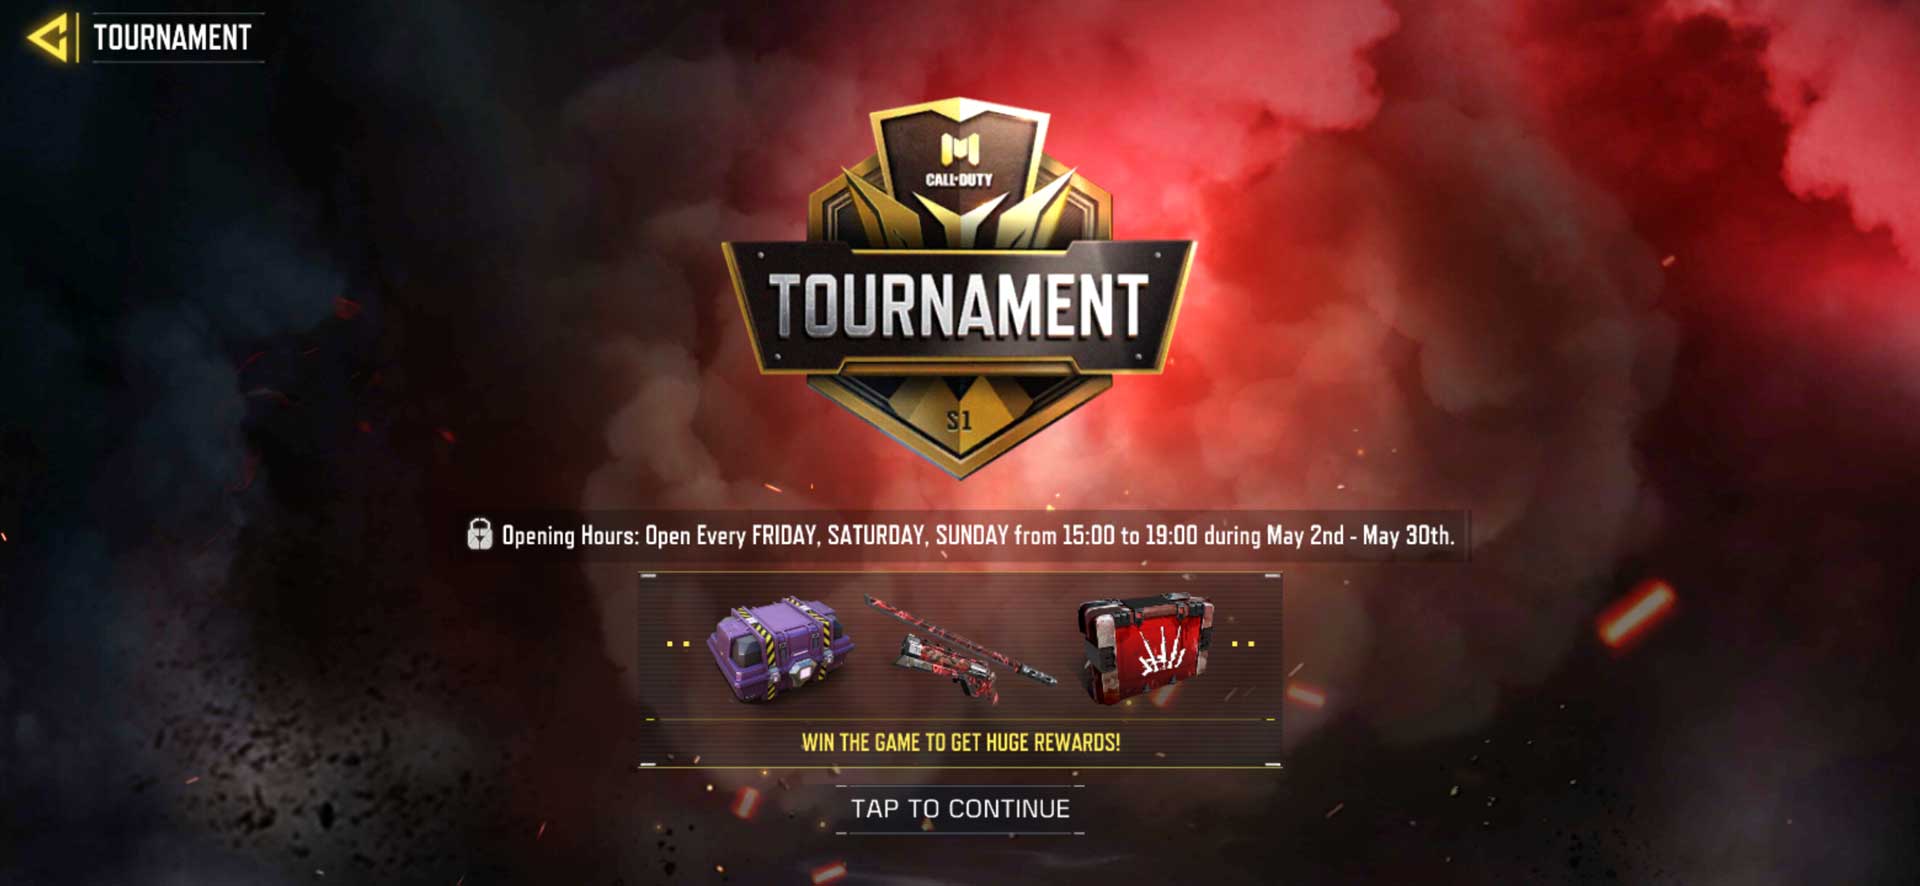 TOURNAMENT
CALL OF DUTY
TOURNAMENT
S1
Opening Hours: Open Every FRIDAY, SATURDAY, SUNDAY from 15:00 to 19:00 during May 2nd - May 30th.
WIN THE GAME TO GET HUGE REWARDS!
TAP TO CONTINUE